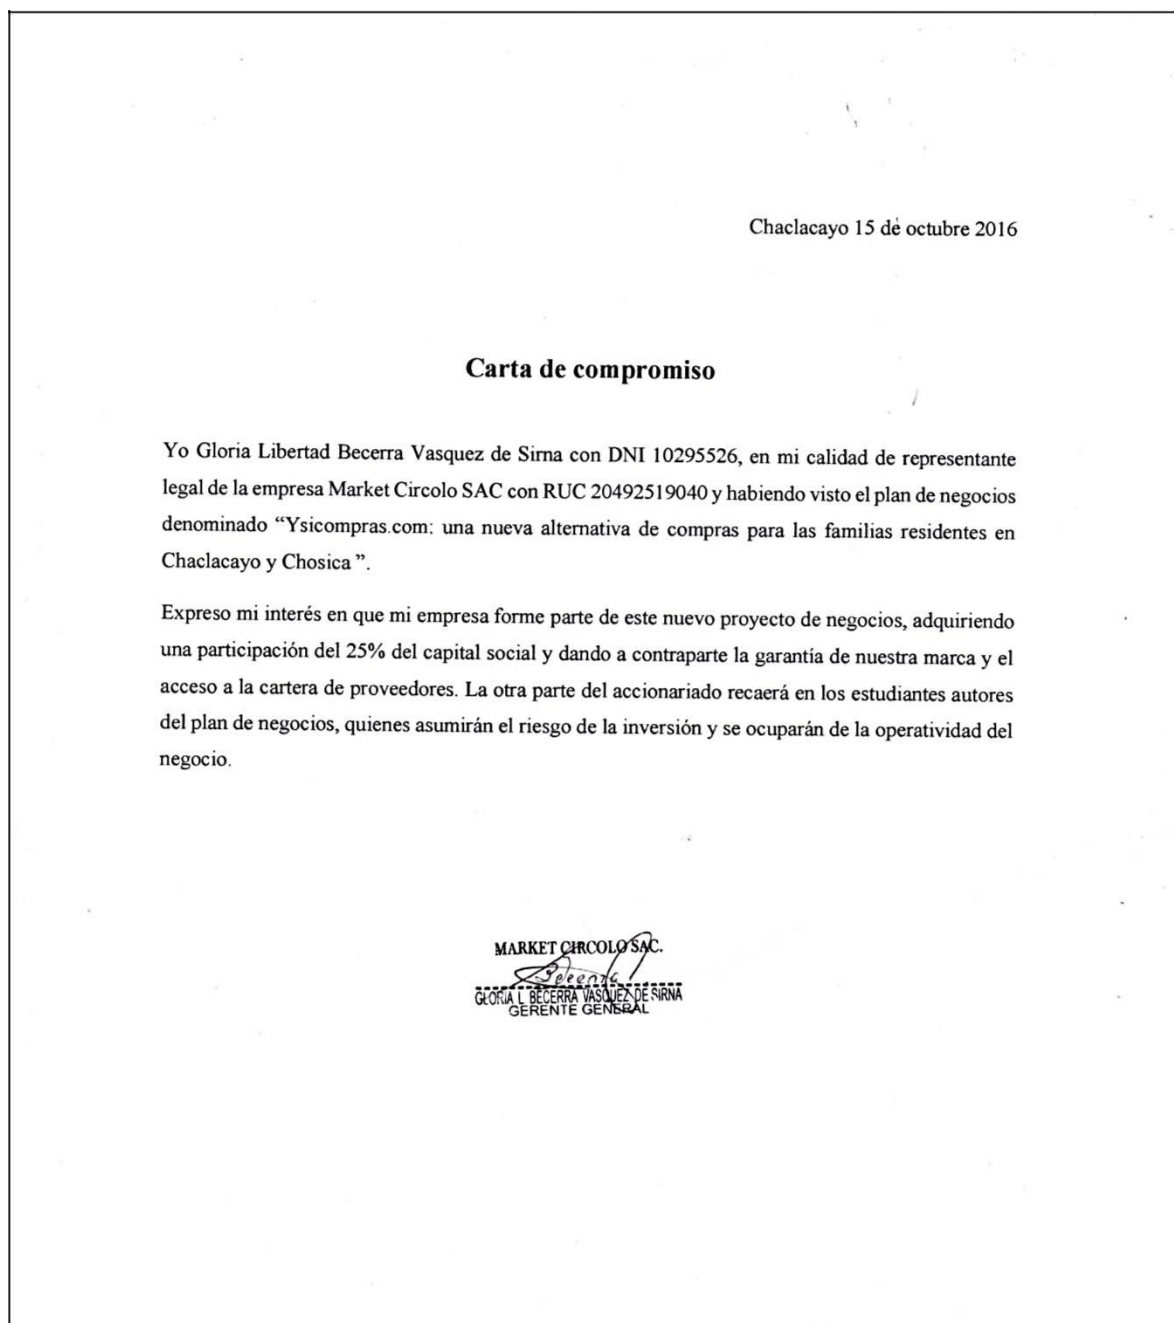 Chaclacayo 15 de octubre 2016
Carta de compromiso
Yo Gloria Libertad Becerra Vasquez de Sirna con DNI 10295526, en mi calidad de representante
legal de la empresa Market Circolo SAC con RUC 20492519040 y habiendo visto el plan de negocios
denominado “Ysicompras.com: una nueva alternativa de compras para las familias residentes en
Chaclacayo y Chosica ”.
Expreso mi interés en que mi empresa forme parte de este nuevo proyecto de negocios, adquiriendo
una participación del 25% del capital social y dando a contraparte la garantía de nuestra marca y el
acceso a la cartera de proveedores. La otra parte del accionariado recaerá en los estudiantes autores
del plan de negocios, quienes asumirán el riesgo de la inversión y se ocuparán de la operatividad del
negocio.
MARKET CIRCOLO SAC.
Becerra
GLORIA L BECERRA VASQUEZ DE SIRNA
GERENTE GENERAL